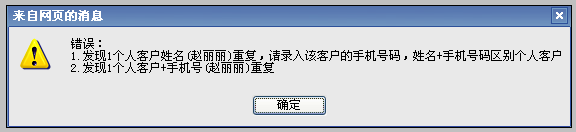 来自网页的消息
错误：
1.发现1个人客户姓名(赵丽丽)重复，请录入该客户的手机号码，姓名+手机号码区别个人客户
2.发现1个人客户+手机号(赵丽丽)重复
确定